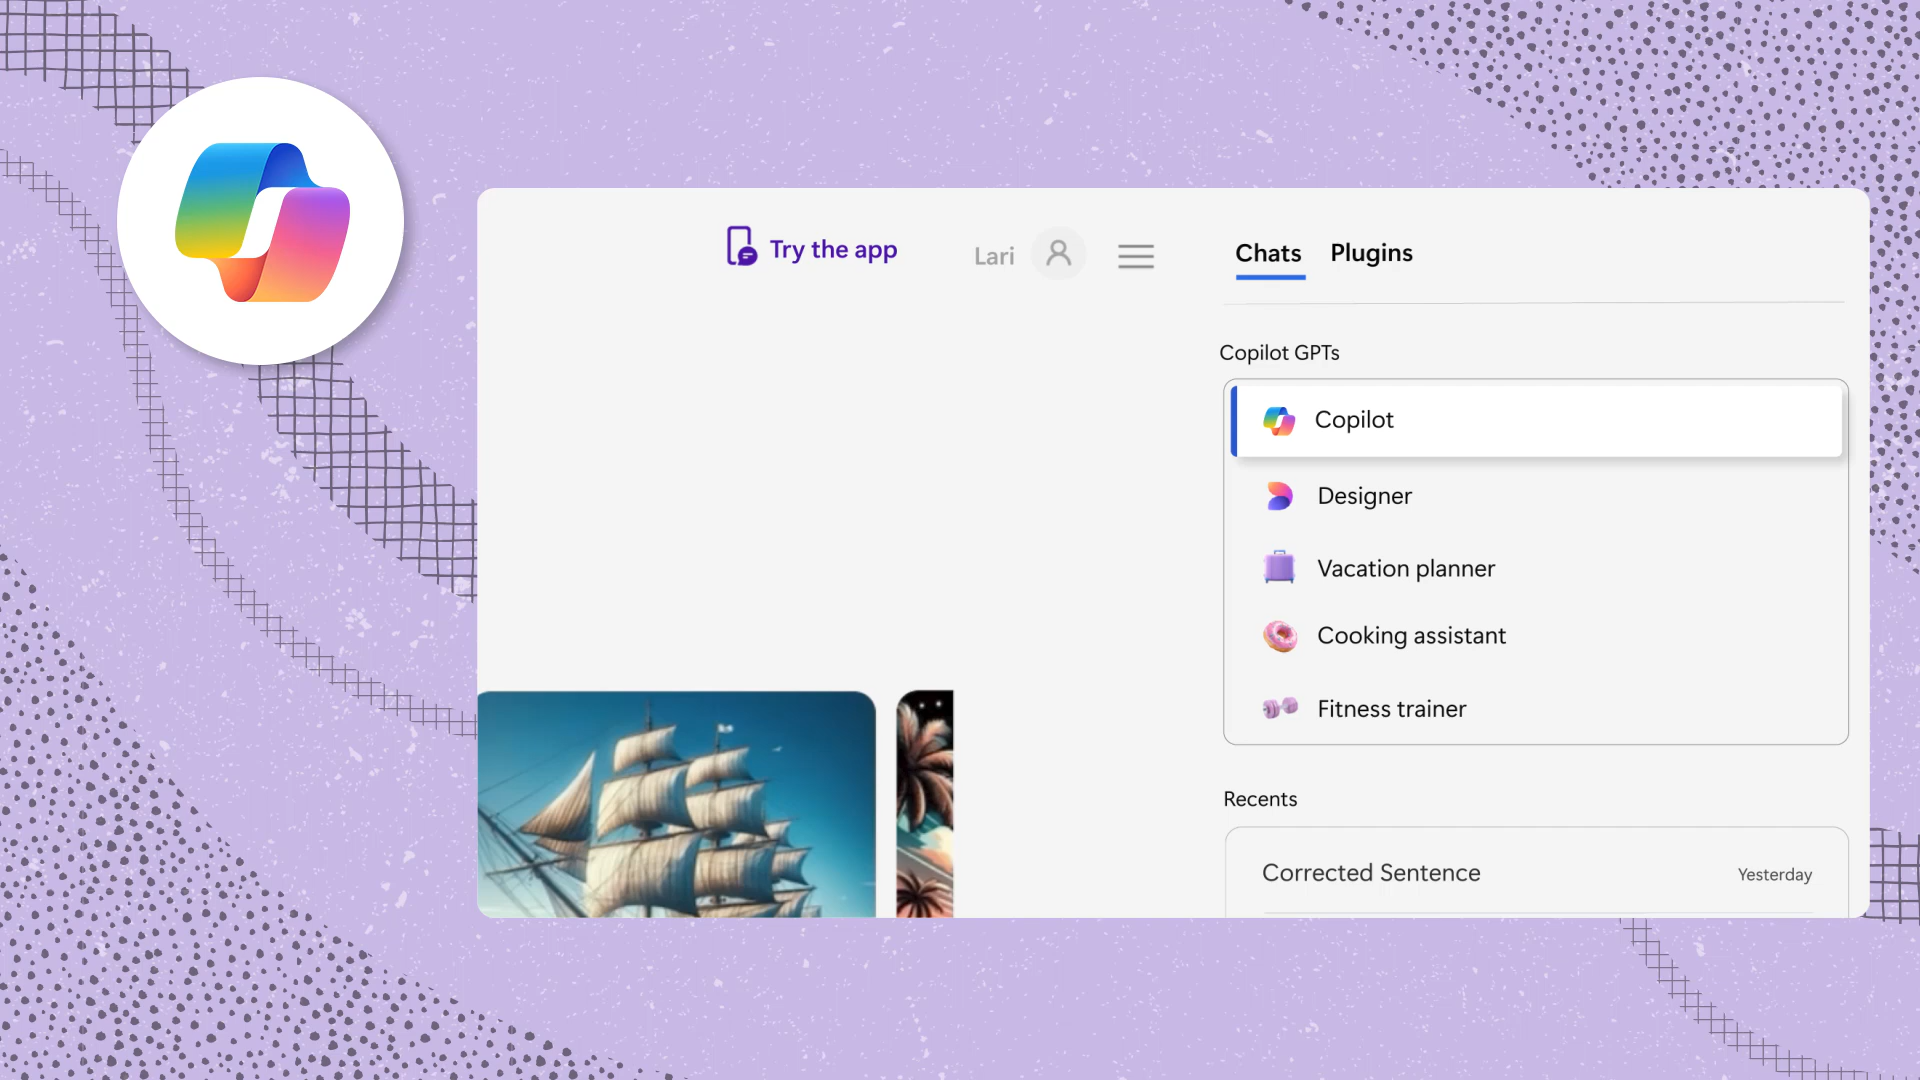 Try the app
Lari
Chats Plugins
Copilot GPTs
Copilot
Designer
Vacation planner
Cooking assistant
Fitness trainer
Recents
Corrected Sentence Yesterday